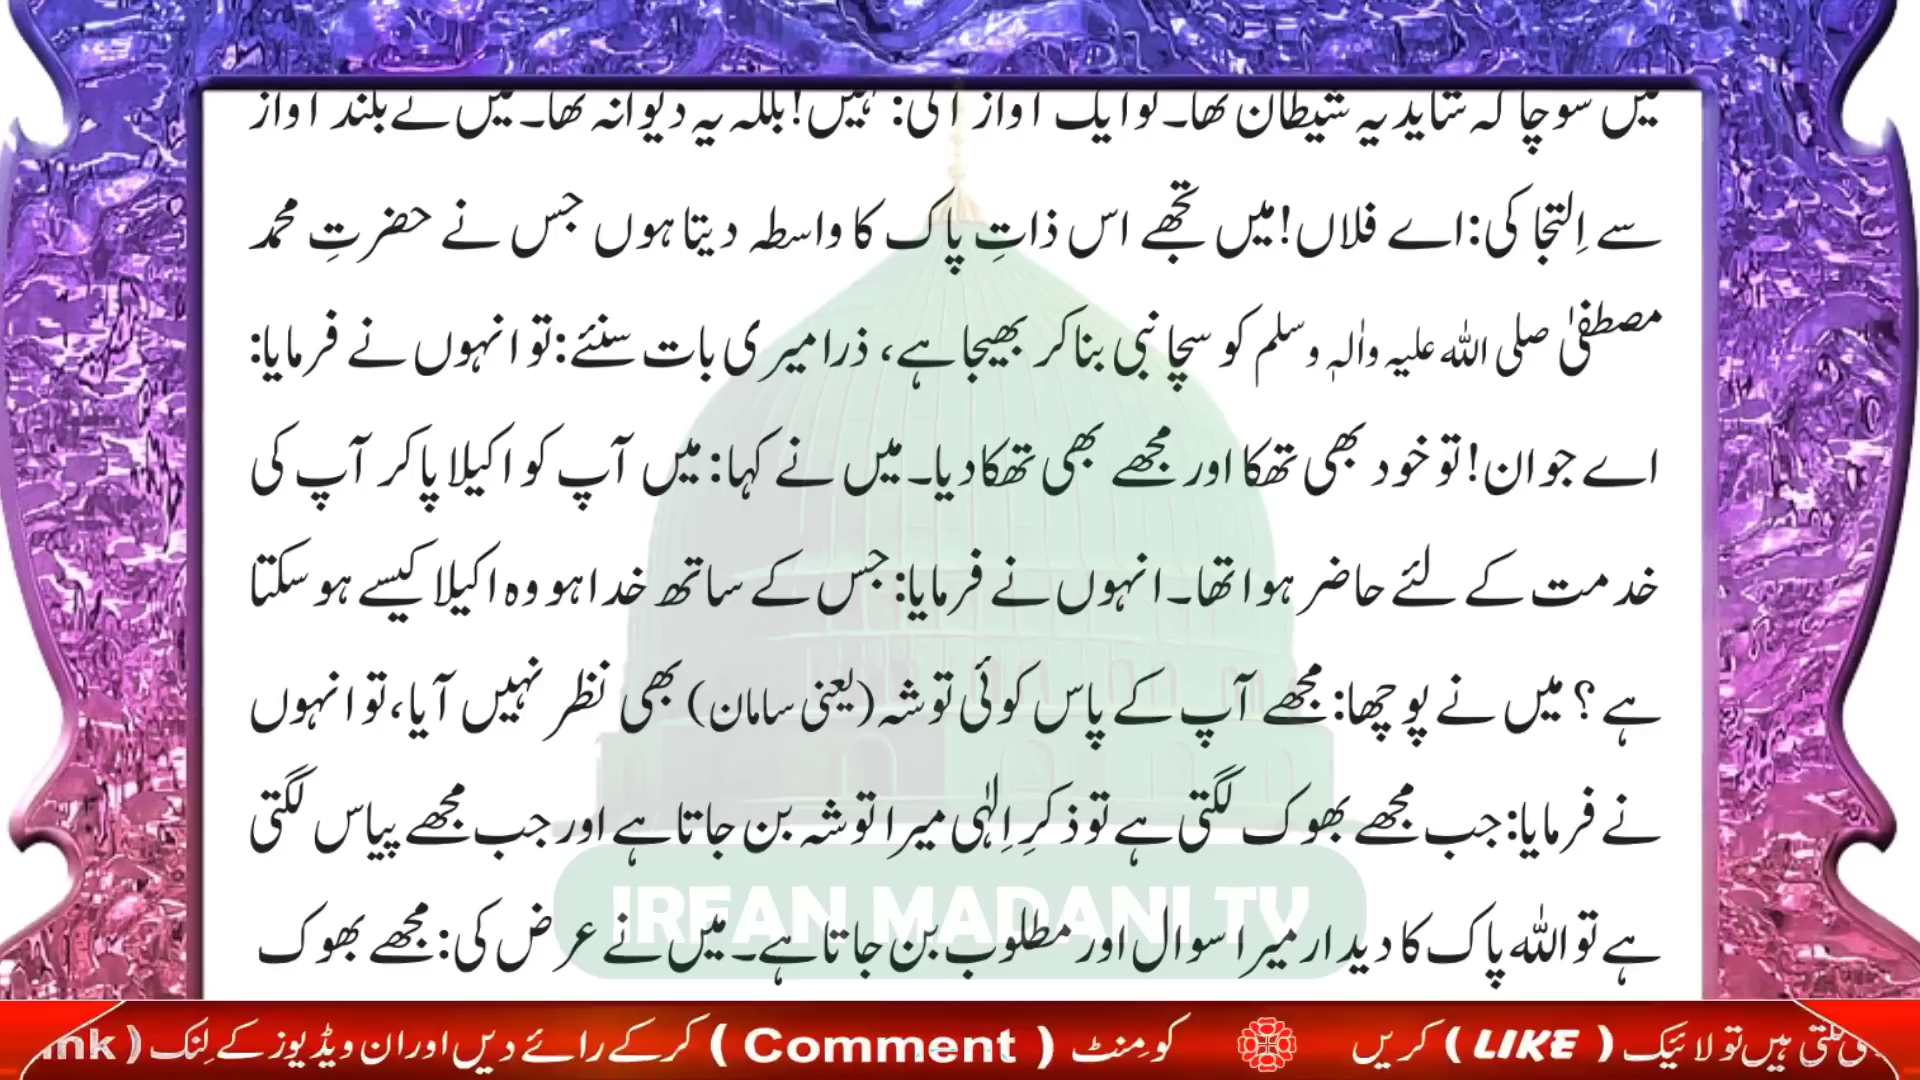 میں سوچا کہ شاید یہ شیطان تھا۔ تو ایک آواز آئی: نہیں! بلکہ یہ دیوانہ تھا۔ میں نے بلند آواز
سے اِلتجا کی: اے فلاں! میں تجھے اس ذاتِ پاک کا واسطہ دیتا ہوں جس نے حضرتِ محمد
مصطفیٰ صلی اللہ علیہ واٰلہٖ وسلم کو سچا نبی بنا کر بھیجا ہے، ذرا میری بات سنئے: تو انہوں نے فرمایا:
اے جوان! تو خود بھی تھکا اور مجھے بھی تھکا دیا۔ میں نے کہا: میں آپ کو اکیلا پا کر آپ کی
خدمت کے لئے حاضر ہوا تھا۔ انہوں نے فرمایا: جس کے ساتھ خدا ہو وہ اکیلا کیسے ہو سکتا
ہے؟ میں نے پوچھا: مجھے آپ کے پاس کوئی توشہ (یعنی سامان) بھی نظر نہیں آیا، تو انہوں
نے فرمایا: جب مجھے بھوک لگتی ہے تو ذکرِ اِلٰہی میرا توشہ بن جاتا ہے اور جب مجھے پیاس لگتی
ہے تو اللہ پاک کا دیدار میرا سوال اور مطلوب بن جاتا ہے۔ میں نے عرض کی: مجھے بھوک
IRFAN MADANI TV
لگتی ہیں تو لائیک (LIKE) کریں کومِنٹ (Comment) کر کے رائے دیں اور ان ویڈیوز کے لِنک (